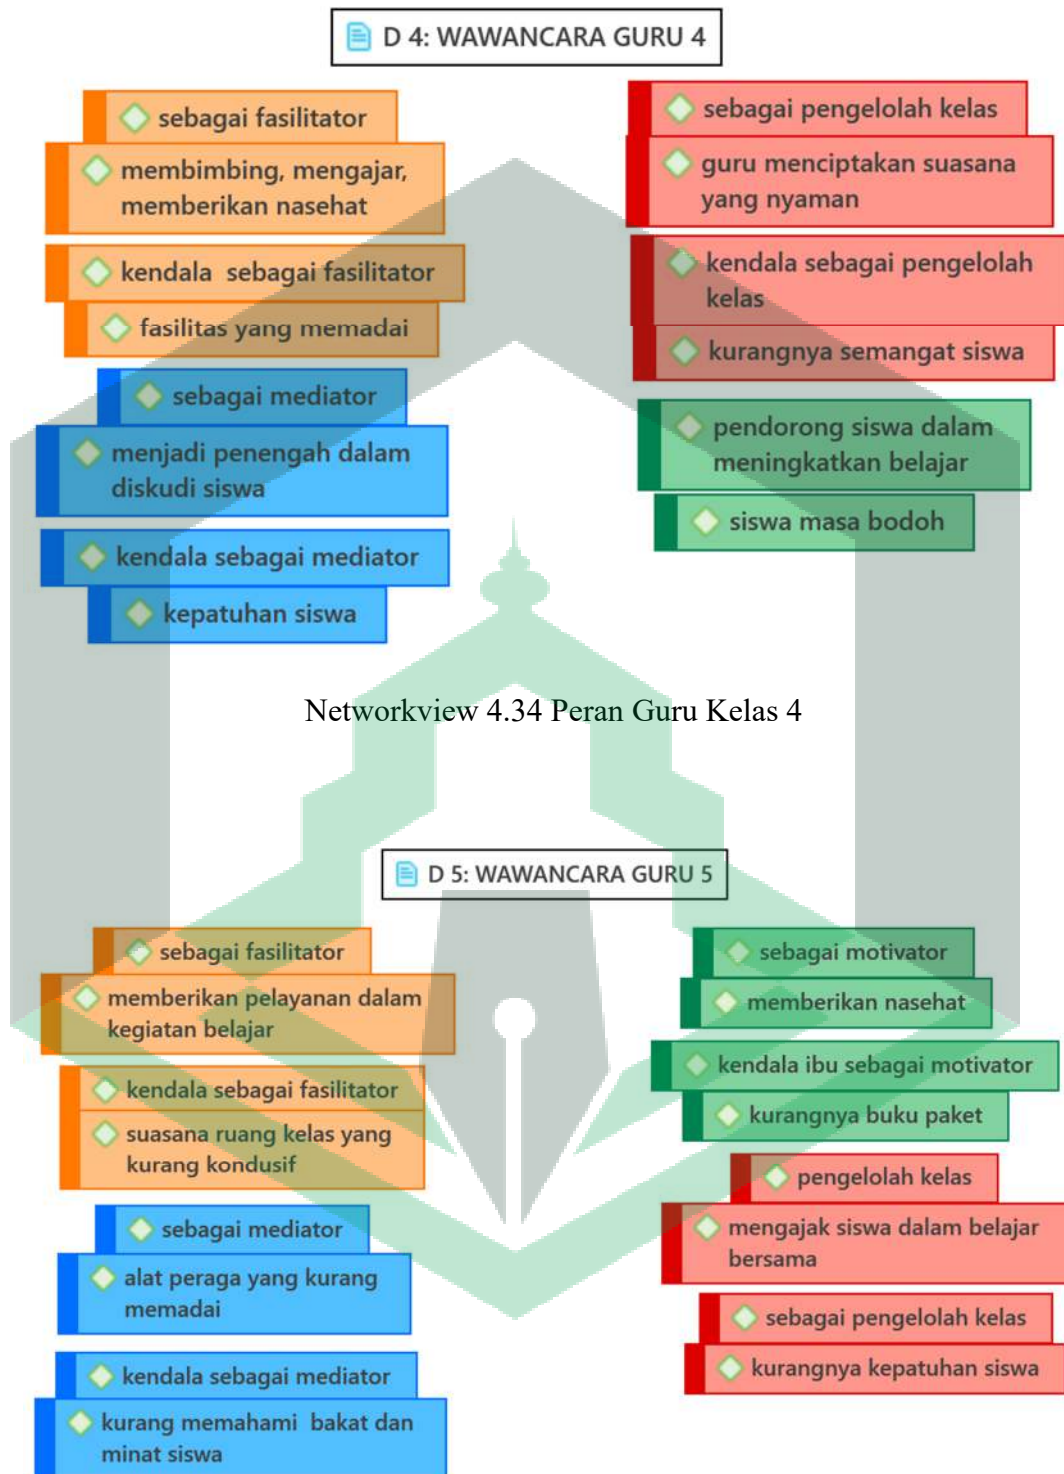 D 4: WAWANCARA GURU 4
sebagai fasilitator
membimbing, mengajar,
memberikan nasehat
kendala sebagai fasilitator
fasilitas yang memadai
sebagai mediator
menjadi penengah dalam
diskudi siswa
kendala sebagai mediator
kepatuhan siswa
sebagai pengelolah kelas
guru menciptakan suasana
yang nyaman
kendala sebagai pengelolah
kelas
kurangnya semangat siswa
pendorong siswa dalam
meningkatkan belajar
siswa masa bodoh
Networkview 4.34 Peran Guru Kelas 4
D 5: WAWANCARA GURU 5
sebagai fasilitator
memberikan pelayanan dalam
kegiatan belajar
kendala sebagai fasilitator
suasana ruang kelas yang
kurang kondusif
sebagai mediator
alat peraga yang kurang
memadai
kendala sebagai mediator
kurang memahami bakat dan
minat siswa
sebagai motivator
memberikan nasehat
kendala ibu sebagai motivator
kurangnya buku paket
pengelolah kelas
mengajak siswa dalam belajar
bersama
sebagai pengelolah kelas
kurangnya kepatuhan siswa